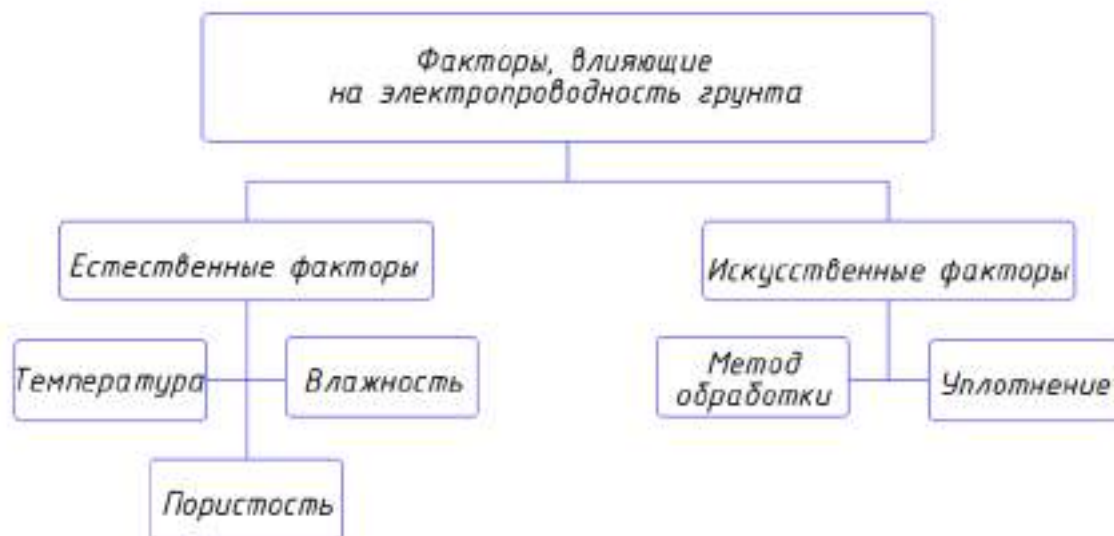 Факторы, влияющие
на электропроводность грунта
Естественные факторы
Искусственные факторы
Температура
Влажность
Метод
обработки
Уплотнение
Пористость